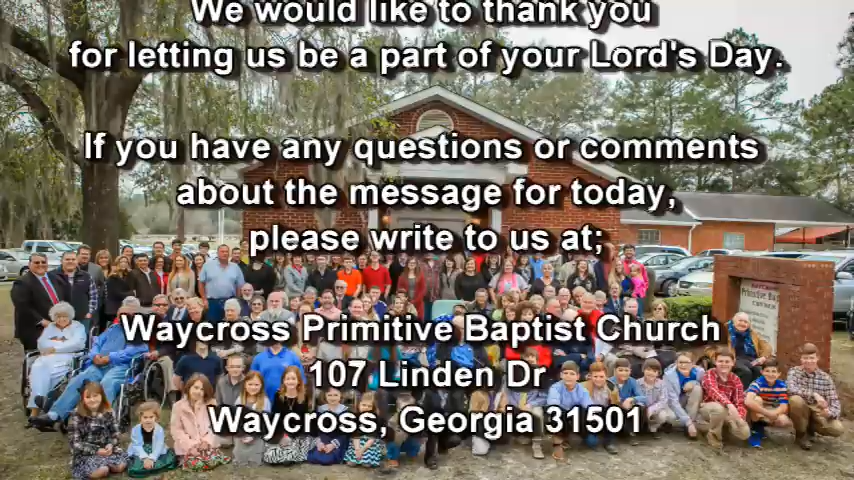 We would like to thank you
for letting us be a part of your Lord's Day.
If you have any questions or comments
about the message for today,
please write to us at;
Waycross Primitive Baptist Church
107 Linden Dr
Waycross, Georgia 31501
Primitive